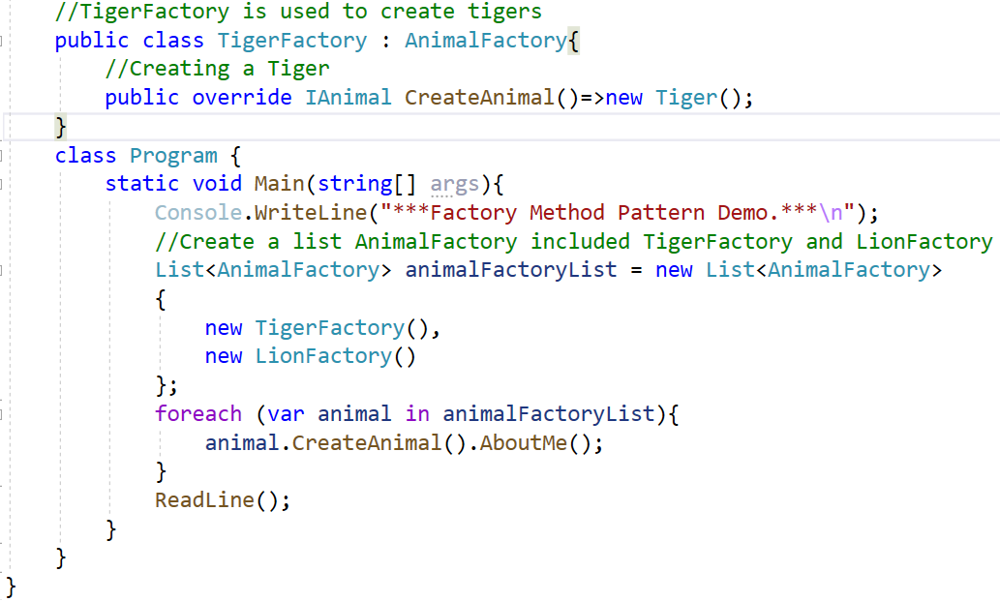 //TigerFactory is used to create tigers
public class TigerFactory : AnimalFactory{
//Creating a Tiger
public override IAnimal CreateAnimal()=>new Tiger();
}
class Program {
static void Main(string[] args){
Console.WriteLine("***Factory Method Pattern Demo.***\n");
//Create a list AnimalFactory included TigerFactory and LionFactory
List<AnimalFactory> animalFactoryList = new List<AnimalFactory>
{
new TigerFactory(),
new LionFactory()
};
foreach (var animal in animalFactoryList){
animal.CreateAnimal().AboutMe();
}
ReadLine();
}
}
}